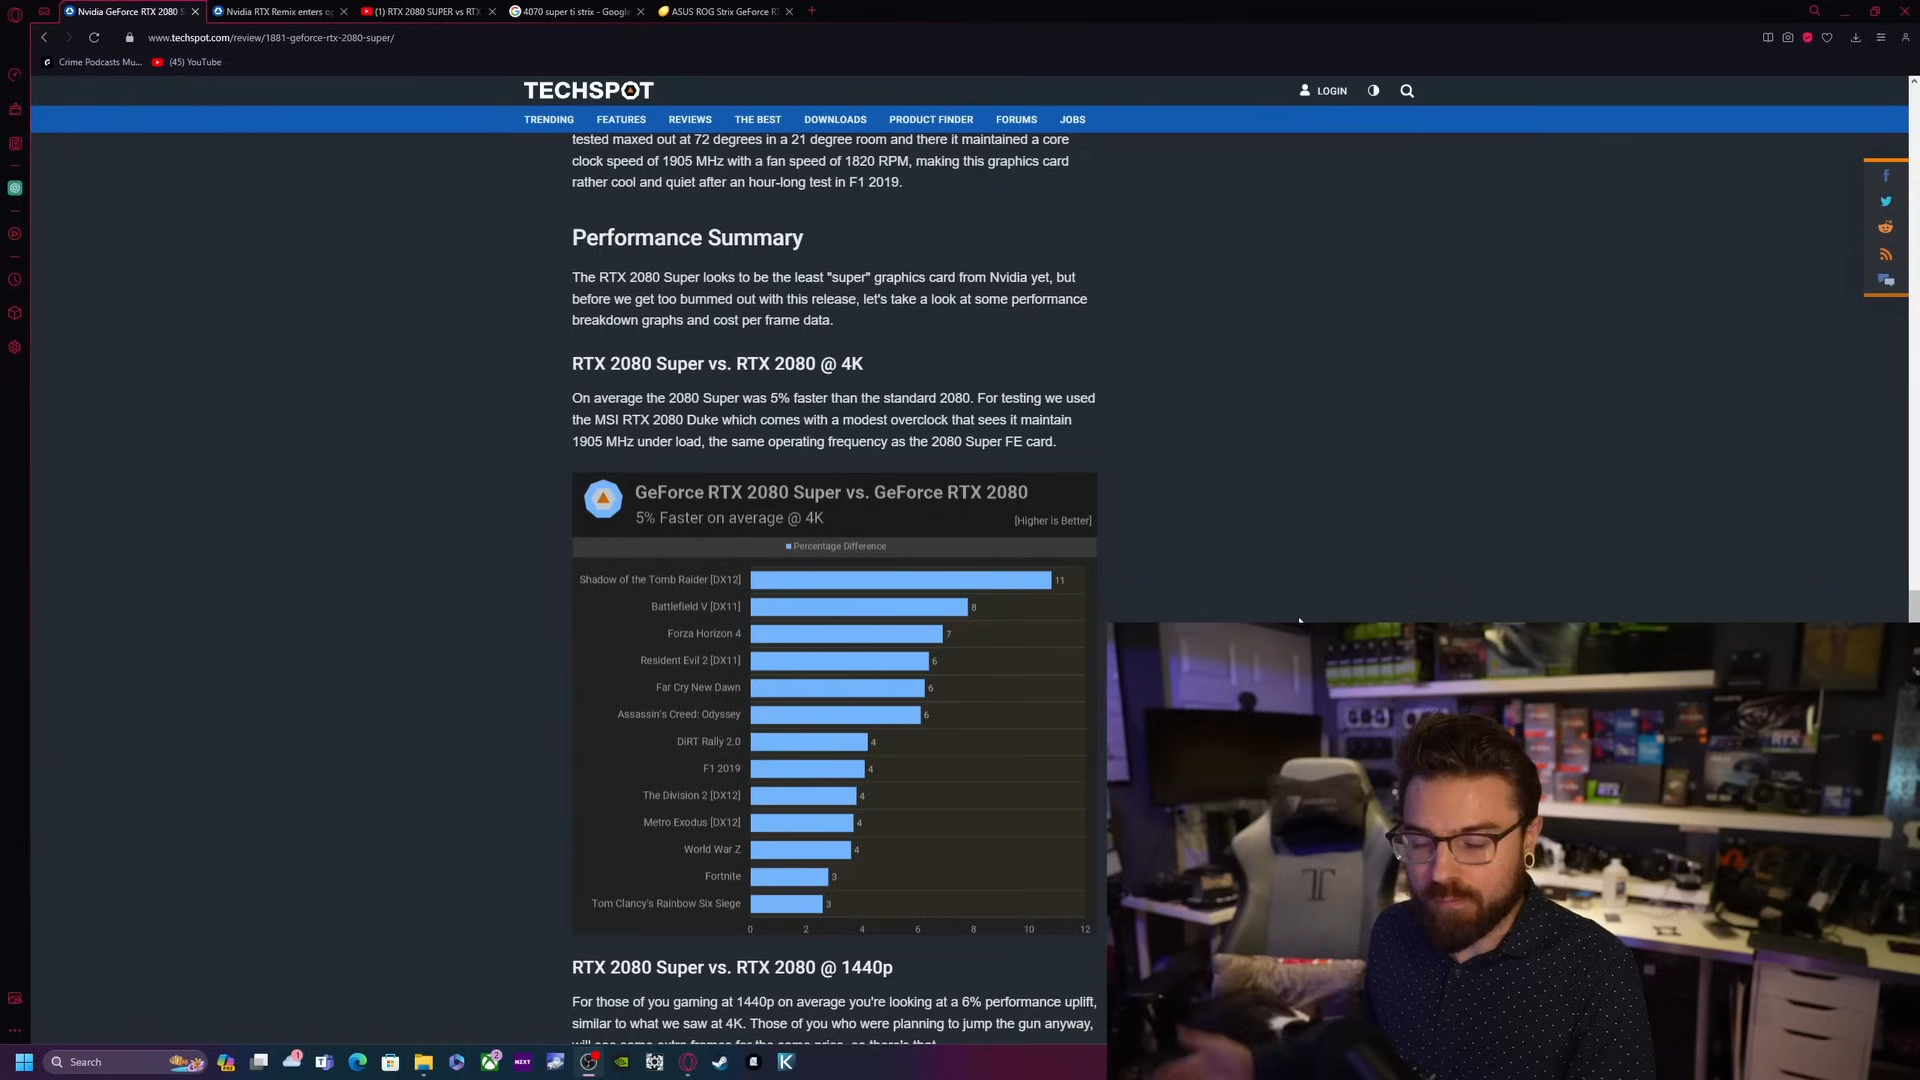 Nvidia GeForce RTX 2080 S
Nvidia RTX Remix enters op
(1) RTX 2080 SUPER vs RTX
4070 super ti strix - Google
ASUS ROG Strix GeForce RT
www.techspot.com/review/1881-geforce-rtx-2080-super/
Crime Podcasts Mu...
(45) YouTube
TECHSPOT
LOGIN
TRENDING FEATURES REVIEWS THE BEST DOWNLOADS PRODUCT FINDER FORUMS JOBS
tested maxed out at 72 degrees in a 21 degree room and there it maintained a core
clock speed of 1905 MHz with a fan speed of 1820 RPM, making this graphics card
rather cool and quiet after an hour-long test in F1 2019.
Performance Summary
The RTX 2080 Super looks to be the least "super" graphics card from Nvidia yet, but
before we get too bummed out with this release, let's take a look at some performance
breakdown graphs and cost per frame data.
RTX 2080 Super vs. RTX 2080 @ 4K
On average the 2080 Super was 5% faster than the standard 2080. For testing we used
the MSI RTX 2080 Duke which comes with a modest overclock that sees it maintain
1905 MHz under load, the same operating frequency as the 2080 Super FE card.
GeForce RTX 2080 Super vs. GeForce RTX 2080
5% Faster on average @ 4K
[Higher is Better]
Percentage Difference
Shadow of the Tomb Raider [DX12] 11
Battlefield V [DX11] 8
Forza Horizon 4 7
Resident Evil 2 [DX11] 6
Far Cry New Dawn 6
Assassin's Creed: Odyssey 6
DiRT Rally 2.0 4
F1 2019 4
The Division 2 [DX12] 4
Metro Exodus [DX12] 4
World War Z 4
Fortnite 3
Tom Clancy's Rainbow Six Siege 3
0 2 4 6 8 10 12
RTX 2080 Super vs. RTX 2080 @ 1440p
For those of you gaming at 1440p on average you're looking at a 6% performance uplift,
similar to what we saw at 4K. Those of you who were planning to jump the gun anyway,
Search
1
2
NZXT
RTX